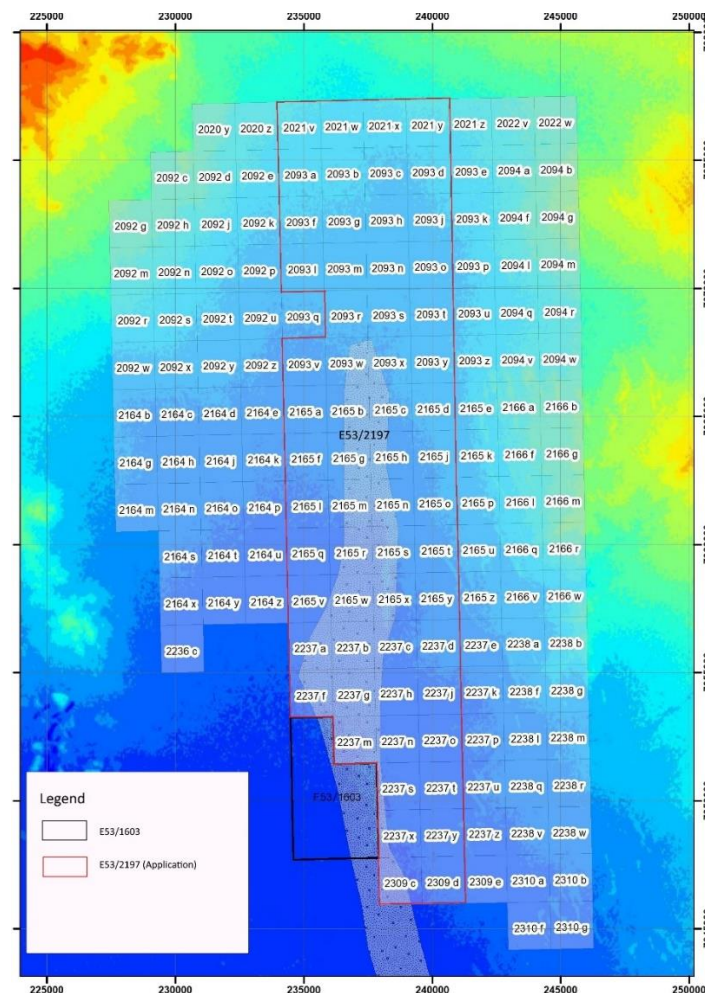 225000 230000 235000 240000 245000 250000
2020 y 2020 z 2021 v 2021 w 2021 x 2021 y 2021 z 2022 v 2022 w
2092 c 2092 d 2092 e 2093 a 2093 b 2093 c 2093 d 2093 e 2094 a 2094 b
2092 g 2092 h 2092 j 2092 k 2093 f 2093 g 2093 h 2093 j 2093 k 2094 f 2094 g
2092 m 2092 n 2092 o 2092 p 2093 l 2093 m 2093 n 2093 o 2093 p 2094 l 2094 m
2092 r 2092 s 2092 t 2092 u 2093 q 2093 r 2093 s 2093 t 2093 u 2094 q 2094 r
2092 w 2092 x 2092 y 2092 z 2093 v 2093 w 2093 x 2093 y 2093 z 2094 v 2094 w
2164 b 2164 c 2164 d 2164 e 2165 a 2165 b 2165 c 2165 d 2165 e 2166 a 2166 b
E53/2197
2164 g 2164 h 2164 j 2164 k 2165 f 2165 g 2165 h 2165 j 2165 k 2166 f 2166 g
2164 m 2164 n 2164 o 2164 p 2165 l 2165 m 2165 n 2165 o 2165 p 2166 l 2166 m
2164 s 2164 t 2164 u 2165 q 2165 r 2165 s 2165 t 2165 u 2166 q 2166 r
2164 x 2164 y 2164 z 2165 v 2165 w 2165 x 2165 y 2165 z 2166 v 2166 w
2236 c 2237 a 2237 b 2237 c 2237 d 2237 e 2238 a 2238 b
2237 f 2237 g 2237 h 2237 j 2237 k 2238 f 2238 g
2237 m 2237 n 2237 o 2237 p 2238 l 2238 m
2237 s 2237 t 2237 u 2238 q 2238 r
E53/1603
2237 x 2237 y 2237 z 2238 v 2238 w
2309 c 2309 d 2309 e 2310 a 2310 b
2310 f 2310 g
Legend
E53/1603
E53/2197 (Application)
225000 230000 235000 240000 245000 250000